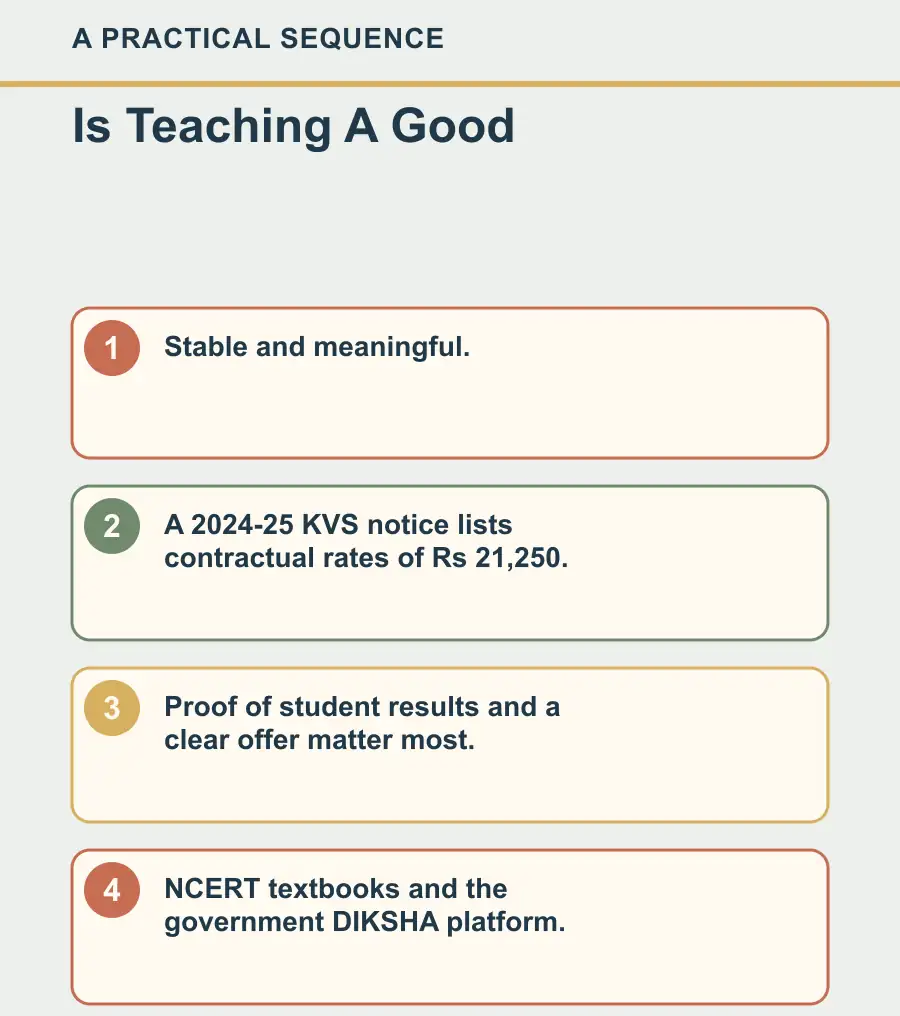 A PRACTICAL SEQUENCE
Is Teaching A Good
1
Stable and meaningful.
2
A 2024-25 KVS notice lists
contractual rates of Rs 21,250.
3
Proof of student results and a
clear offer matter most.
4
NCERT textbooks and the
government DIKSHA platform.